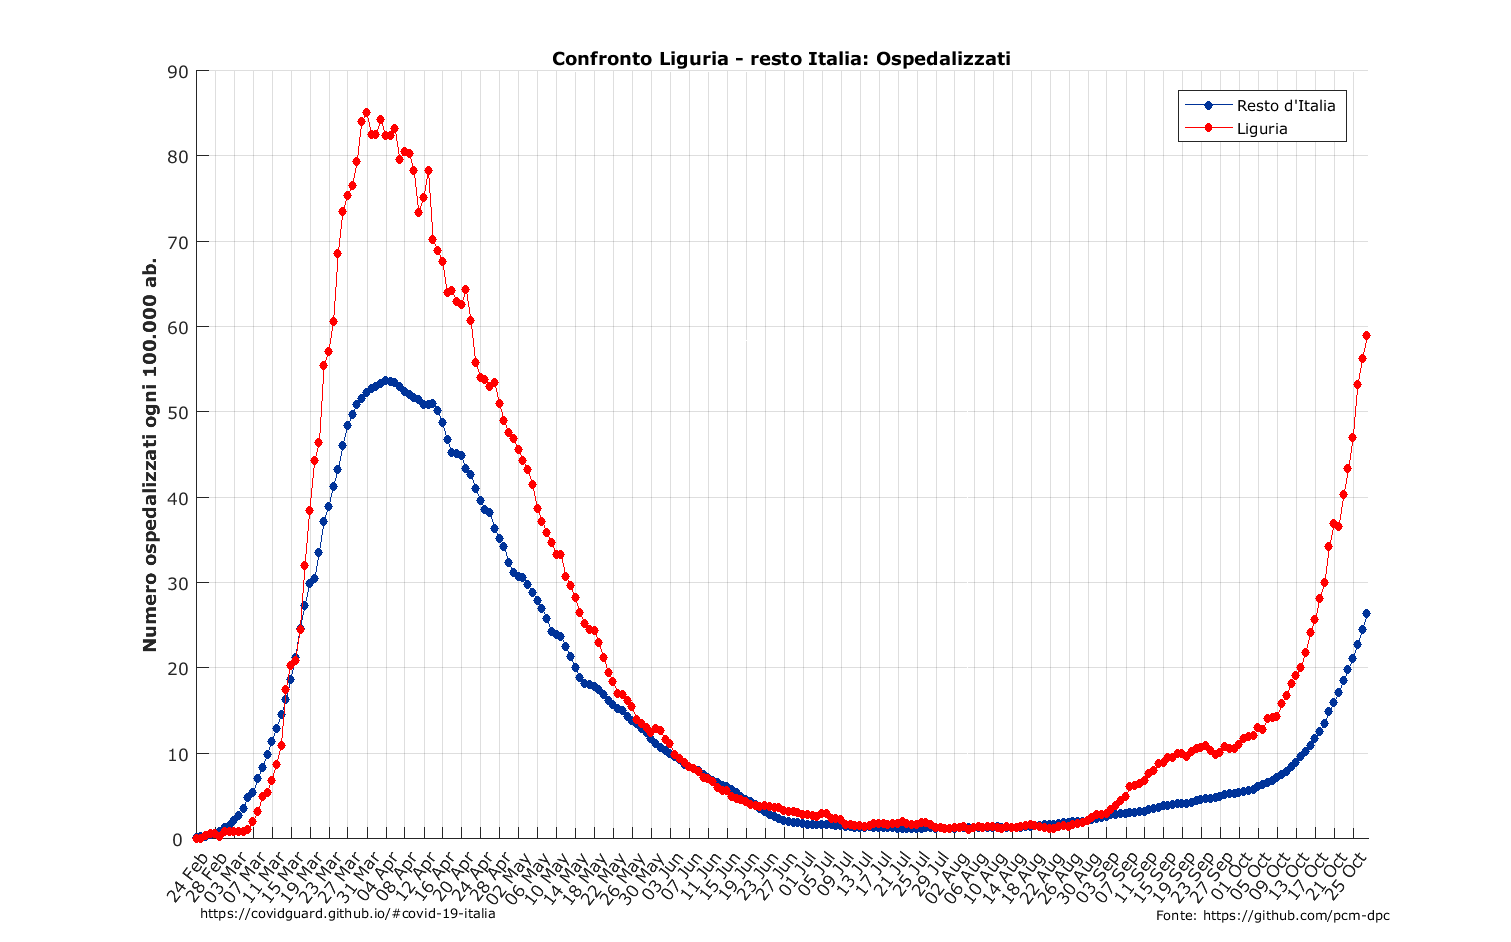 Confronto Liguria - resto Italia: Ospedalizzati
Resto d'Italia
Liguria
Numero ospedalizzati ogni 100.000 ab.
90
80
70
60
50
40
30
20
10
0
24 Feb
28 Feb
03 Mar
07 Mar
11 Mar
15 Mar
19 Mar
23 Mar
27 Mar
31 Mar
04 Apr
08 Apr
12 Apr
16 Apr
20 Apr
24 Apr
28 Apr
02 May
06 May
10 May
14 May
18 May
22 May
26 May
30 May
03 Jun
07 Jun
11 Jun
15 Jun
19 Jun
23 Jun
27 Jun
01 Jul
05 Jul
09 Jul
13 Jul
17 Jul
21 Jul
25 Jul
29 Jul
02 Aug
06 Aug
10 Aug
14 Aug
18 Aug
22 Aug
26 Aug
30 Aug
03 Sep
07 Sep
11 Sep
15 Sep
19 Sep
23 Sep
27 Sep
01 Oct
05 Oct
09 Oct
13 Oct
17 Oct
21 Oct
25 Oct
https://covidguard.github.io/#covid-19-italia
Fonte: https://github.com/pcm-dpc